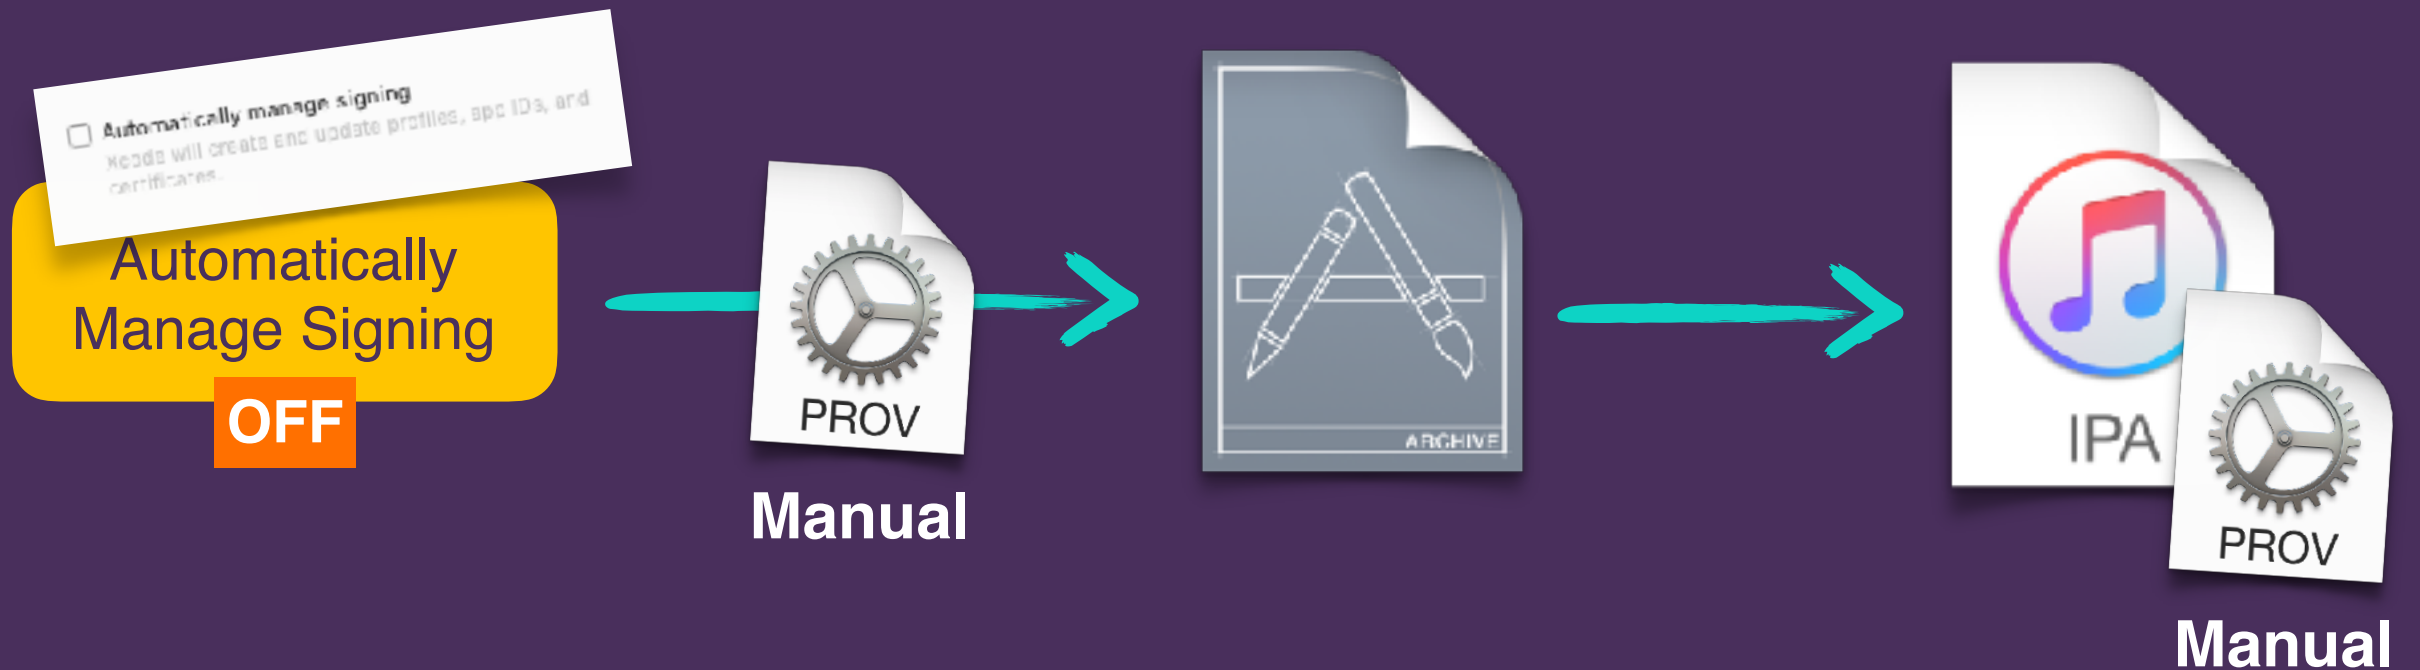 Automatically manage signing
Xcode will create and update profiles, app IDs, and
certificates.
Automatically
Manage Signing
OFF
PROV
Manual
ARCHIVE
IPA
PROV
Manual